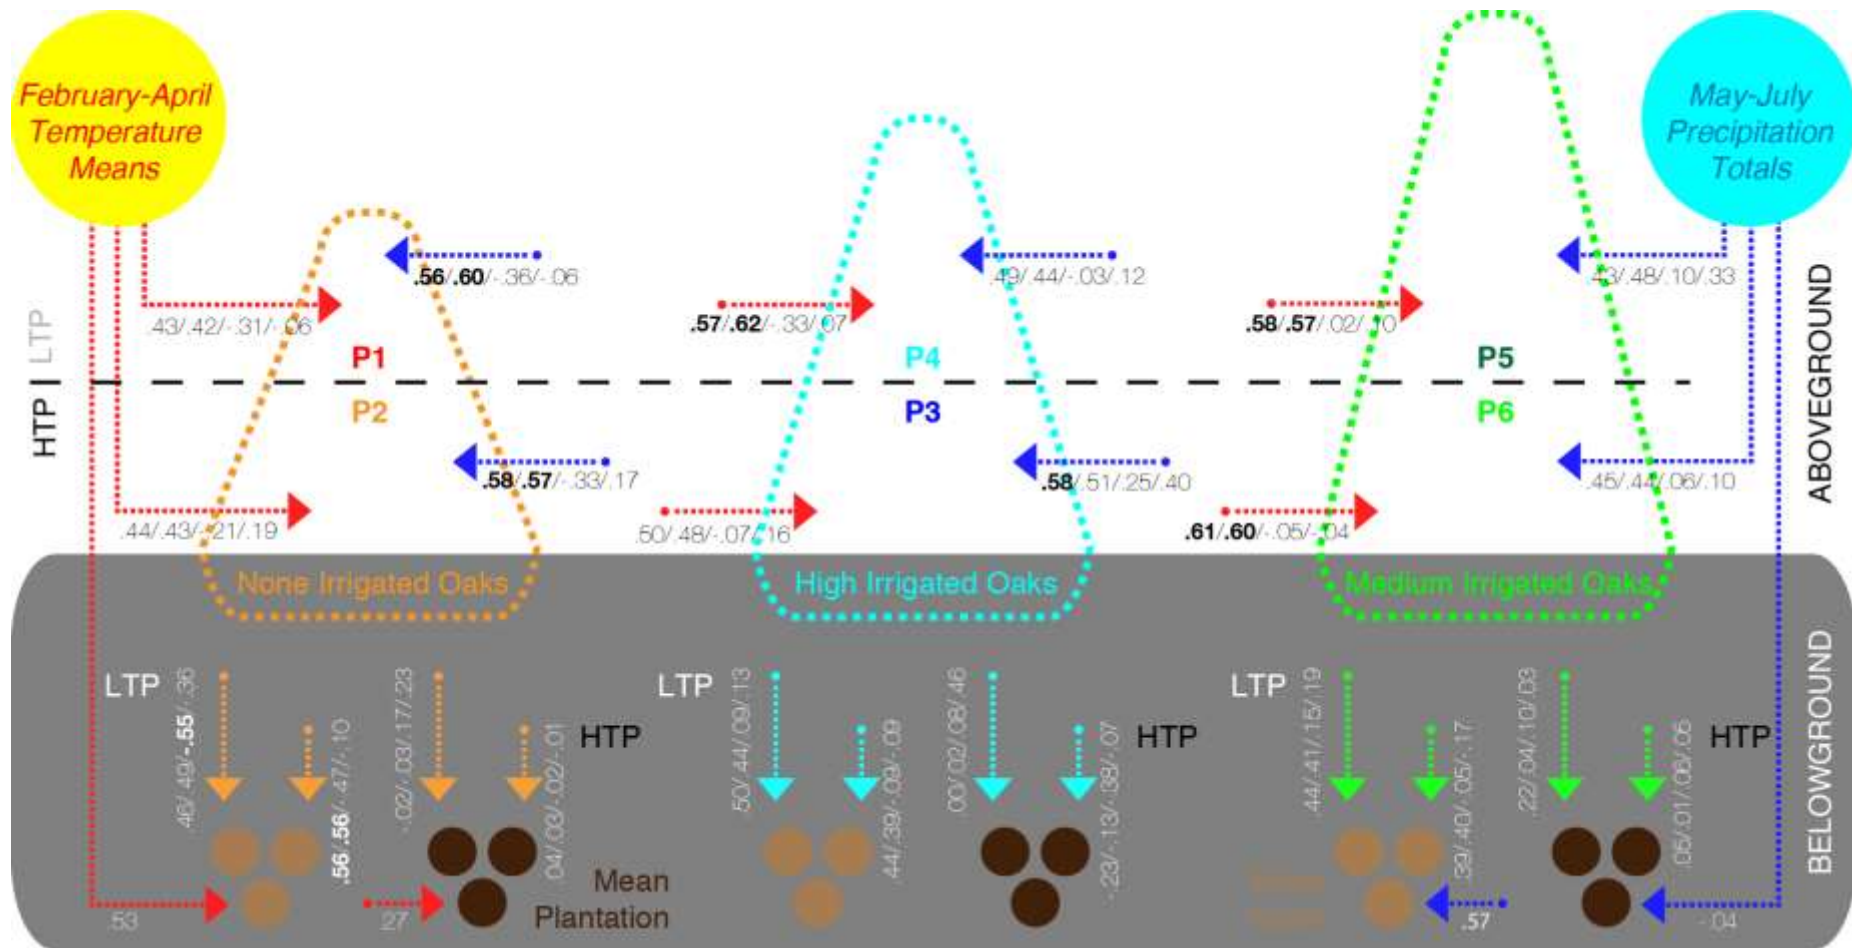 February-April
Temperature
Means
May-July
Precipitation
Totals
.56/.60/-.36/-.06
.49/.44/-.03/.12
.43/.48/.10/.33
.43/.42/-.31/-.06
.57/.62/-.33/.07
.58/.57/.02/.10
P1
P4
P5
HTP | LTP
P2
P3
P6
ABOVEGROUND
.58/.57/-.33/.17
.58/.51/.25/.40
.45/.44/.06/.10
.44/.43/-.21/.19
.50/.48/-.07/.16
.61/.60/-.05/-.04
None Irrigated Oaks
High Irrigated Oaks
Medium Irrigated Oaks
BELOWGROUND
LTP
.46/.49/-.55/-.36
.56/.56/-.47/-.10
-.02/-.03/.17/.23
.04/.03/-.02/-.01
HTP
LTP
.50/.44/.09/.13
.44/.39/-.09/-.09
.00/.02/.08/.46
-.23/-.13/-.38/-.07
HTP
LTP
.44/.41/.15/.19
.39/.40/-.05/-.17
.22/.04/.10/.03
.05/.01/.06/.05
HTP
Mean
Plantation
.53
.27
.57
-.04